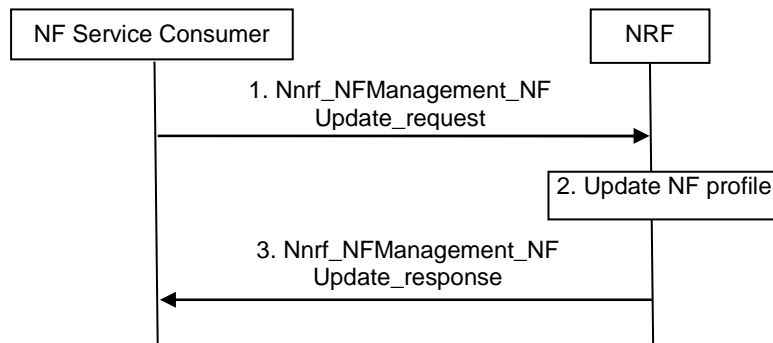 NF Service Consumer
NRF
1. Nnrf_NFManagement_NF
Update_request
2. Update NF profile
3. Nnrf_NFManagement_NF
Update_response